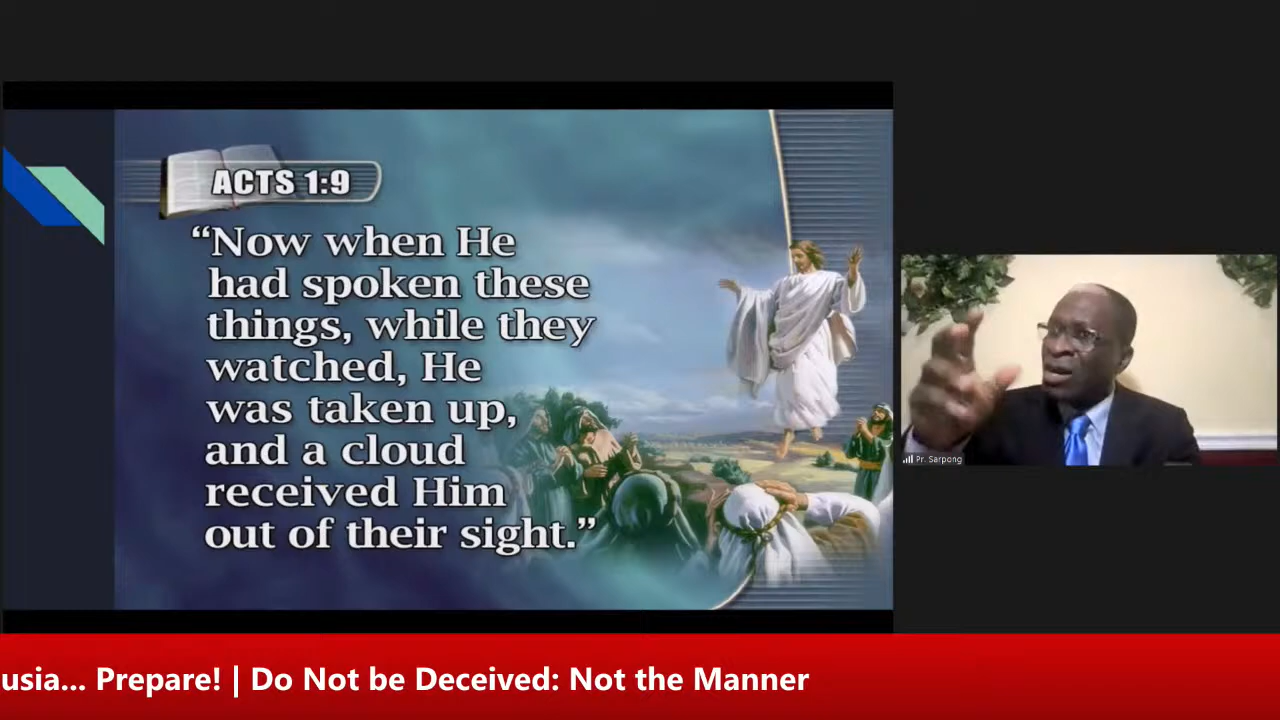 ACTS 1:9
“Now when He
had spoken these
things, while they
watched, He
was taken up,
and a cloud
received Him
out of their sight.”
Pr. Sarpong
usia... Prepare! | Do Not be Deceived: Not the Manner